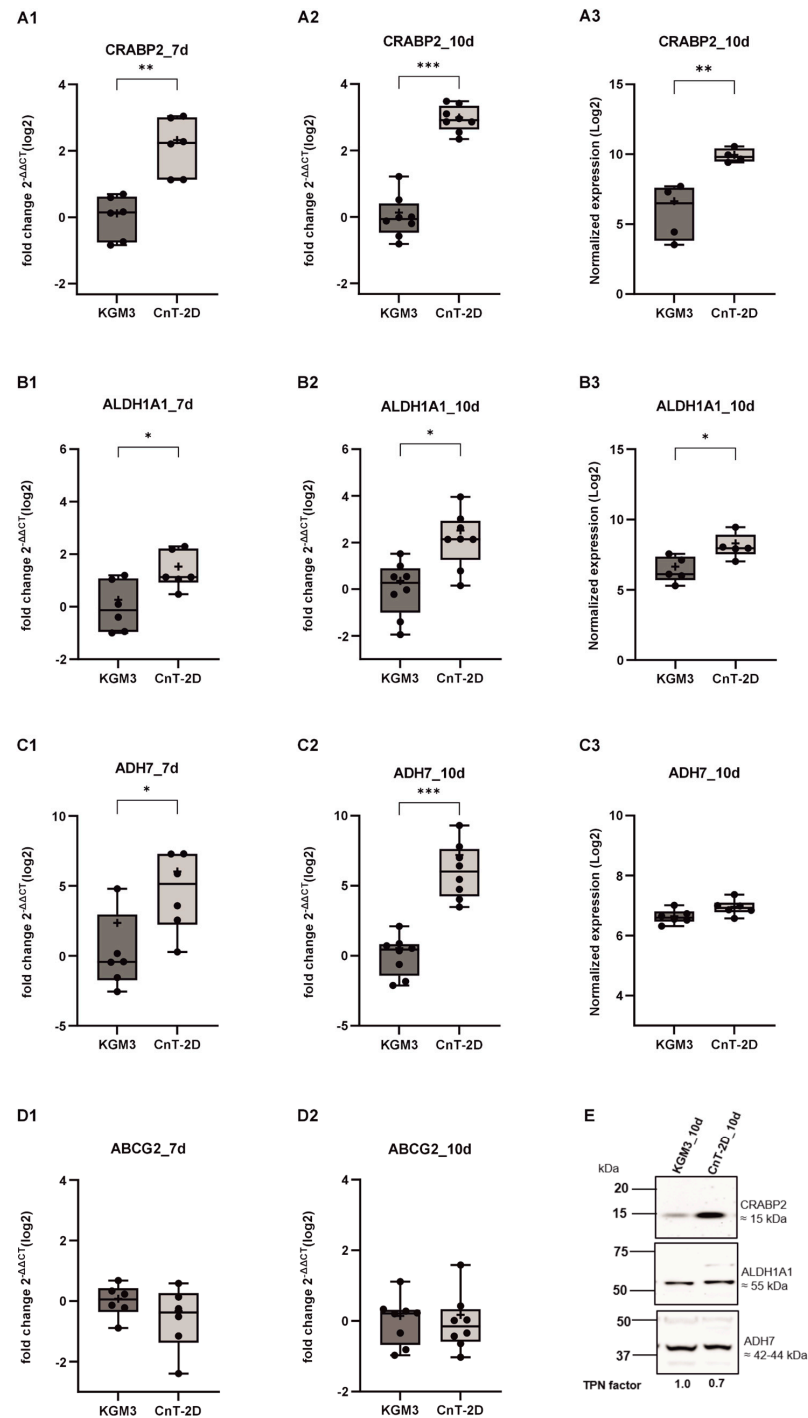 A1
CRABP2_7d
**
4
2
0
-2
fold change 2^-ΔΔCT(log2)
KGM3 CnT-2D
A2
CRABP2_10d
***
4
2
0
-2
fold change 2^-ΔΔCT(log2)
KGM3 CnT-2D
A3
CRABP2_10d
**
15
10
5
0
Normalized expression (Log2)
KGM3 CnT-2D
B1
ALDH1A1_7d
*
6
4
2
0
-2
fold change 2^-ΔΔCT(log2)
KGM3 CnT-2D
B2
ALDH1A1_10d
*
6
4
2
0
-2
fold change 2^-ΔΔCT(log2)
KGM3 CnT-2D
B3
ALDH1A1_10d
*
15
10
5
0
Normalized expression (Log2)
KGM3 CnT-2D
C1
ADH7_7d
*
10
5
0
-5
fold change 2^-ΔΔCT(log2)
KGM3 CnT-2D
C2
ADH7_10d
***
10
5
0
-5
fold change 2^-ΔΔCT(log2)
KGM3 CnT-2D
C3
ADH7_10d
10
8
6
4
Normalized expression (Log2)
KGM3 CnT-2D
D1
ABCG2_7d
4
2
0
-2
fold change 2^-ΔΔCT(log2)
KGM3 CnT-2D
D2
ABCG2_10d
4
2
0
-2
fold change 2^-ΔΔCT(log2)
KGM3 CnT-2D
E
KGM3_10d
CnT-2D_10d
kDa
20
15
CRABP2
≈ 15 kDa
75
50
ALDH1A1
≈ 55 kDa
50
37
ADH7
≈ 42-44 kDa
TPN factor 1.0 0.7